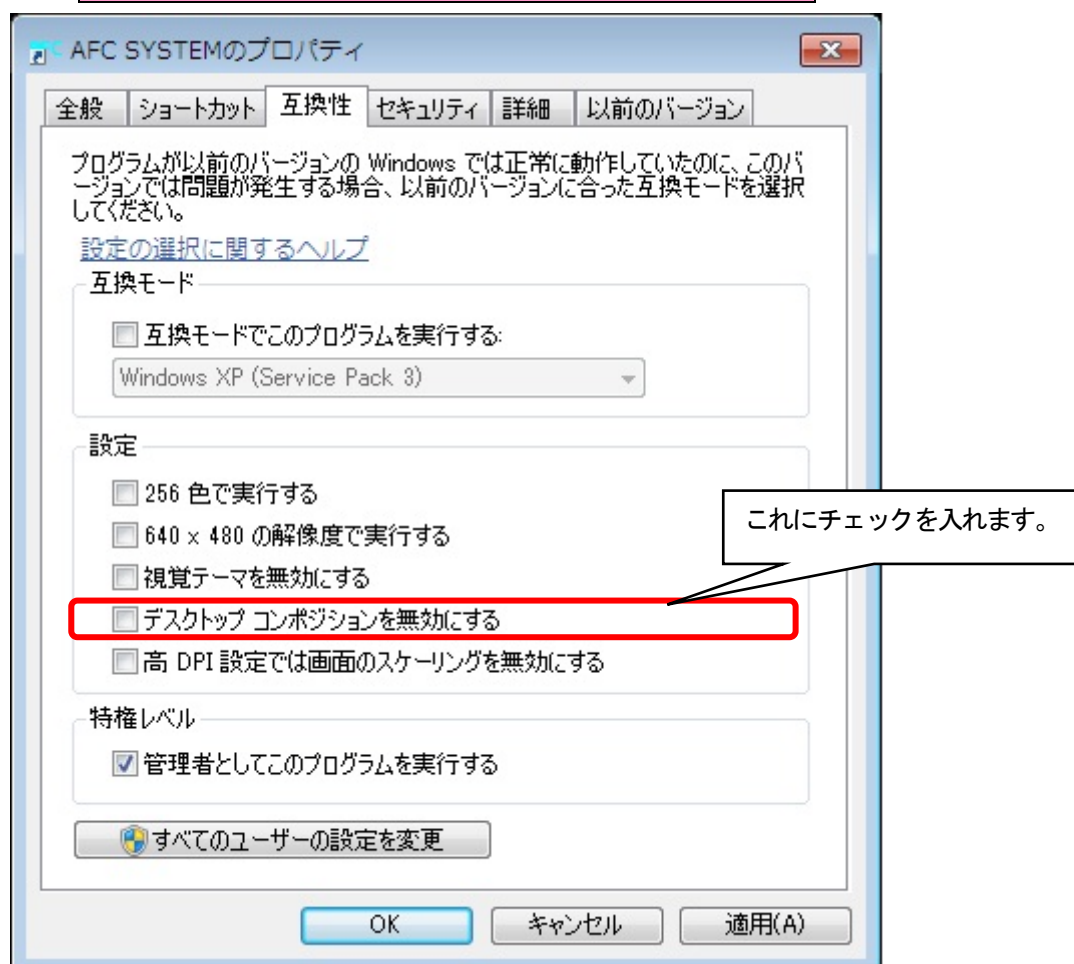 AFC SYSTEMのプロパティ
全般 ショートカット 互換性 セキュリティ 詳細 以前のバージョン
プログラムが以前のバージョンの Windows では正常に動作していたのに、このバ
ージョンでは問題が発生する場合、以前のバージョンに合った互換モードを選択
してください。
設定の選択に関するヘルプ
互換モード
互換モードでこのプログラムを実行する:
Windows XP (Service Pack 3)
設定
256 色で実行する
640 x 480 の解像度で実行する
視覚テーマを無効にする
デスクトップ コンポジションを無効にする
高 DPI 設定では画面のスケーリングを無効にする
これにチェックを入れます。
特権レベル
管理者としてこのプログラムを実行する
すべてのユーザーの設定を変更
OK キャンセル 適用(A)